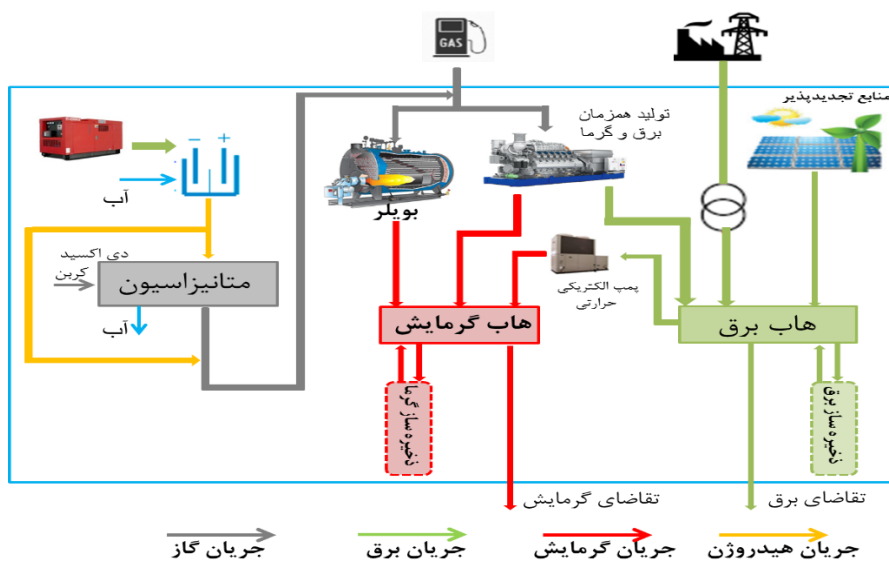 GAS
منابع تجدیدپذیر
تولید همزمان
برق و گرما
- +
آب
بویلر
دی اکسید
کربن
متانیزاسیون
آب
پمپ الکتریکی
حرارتی
هاب گرمایش
هاب برق
ذخیره ساز گرما
ذخیره ساز برق
تقاضای گرمایش
تقاضای برق
جریان گاز
جریان برق
جریان گرمایش
جریان هیدروژن